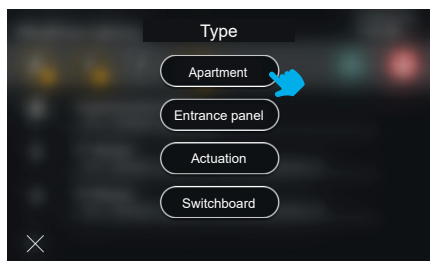 Type
Apartment
Entrance panel
Actuation
Switchboard